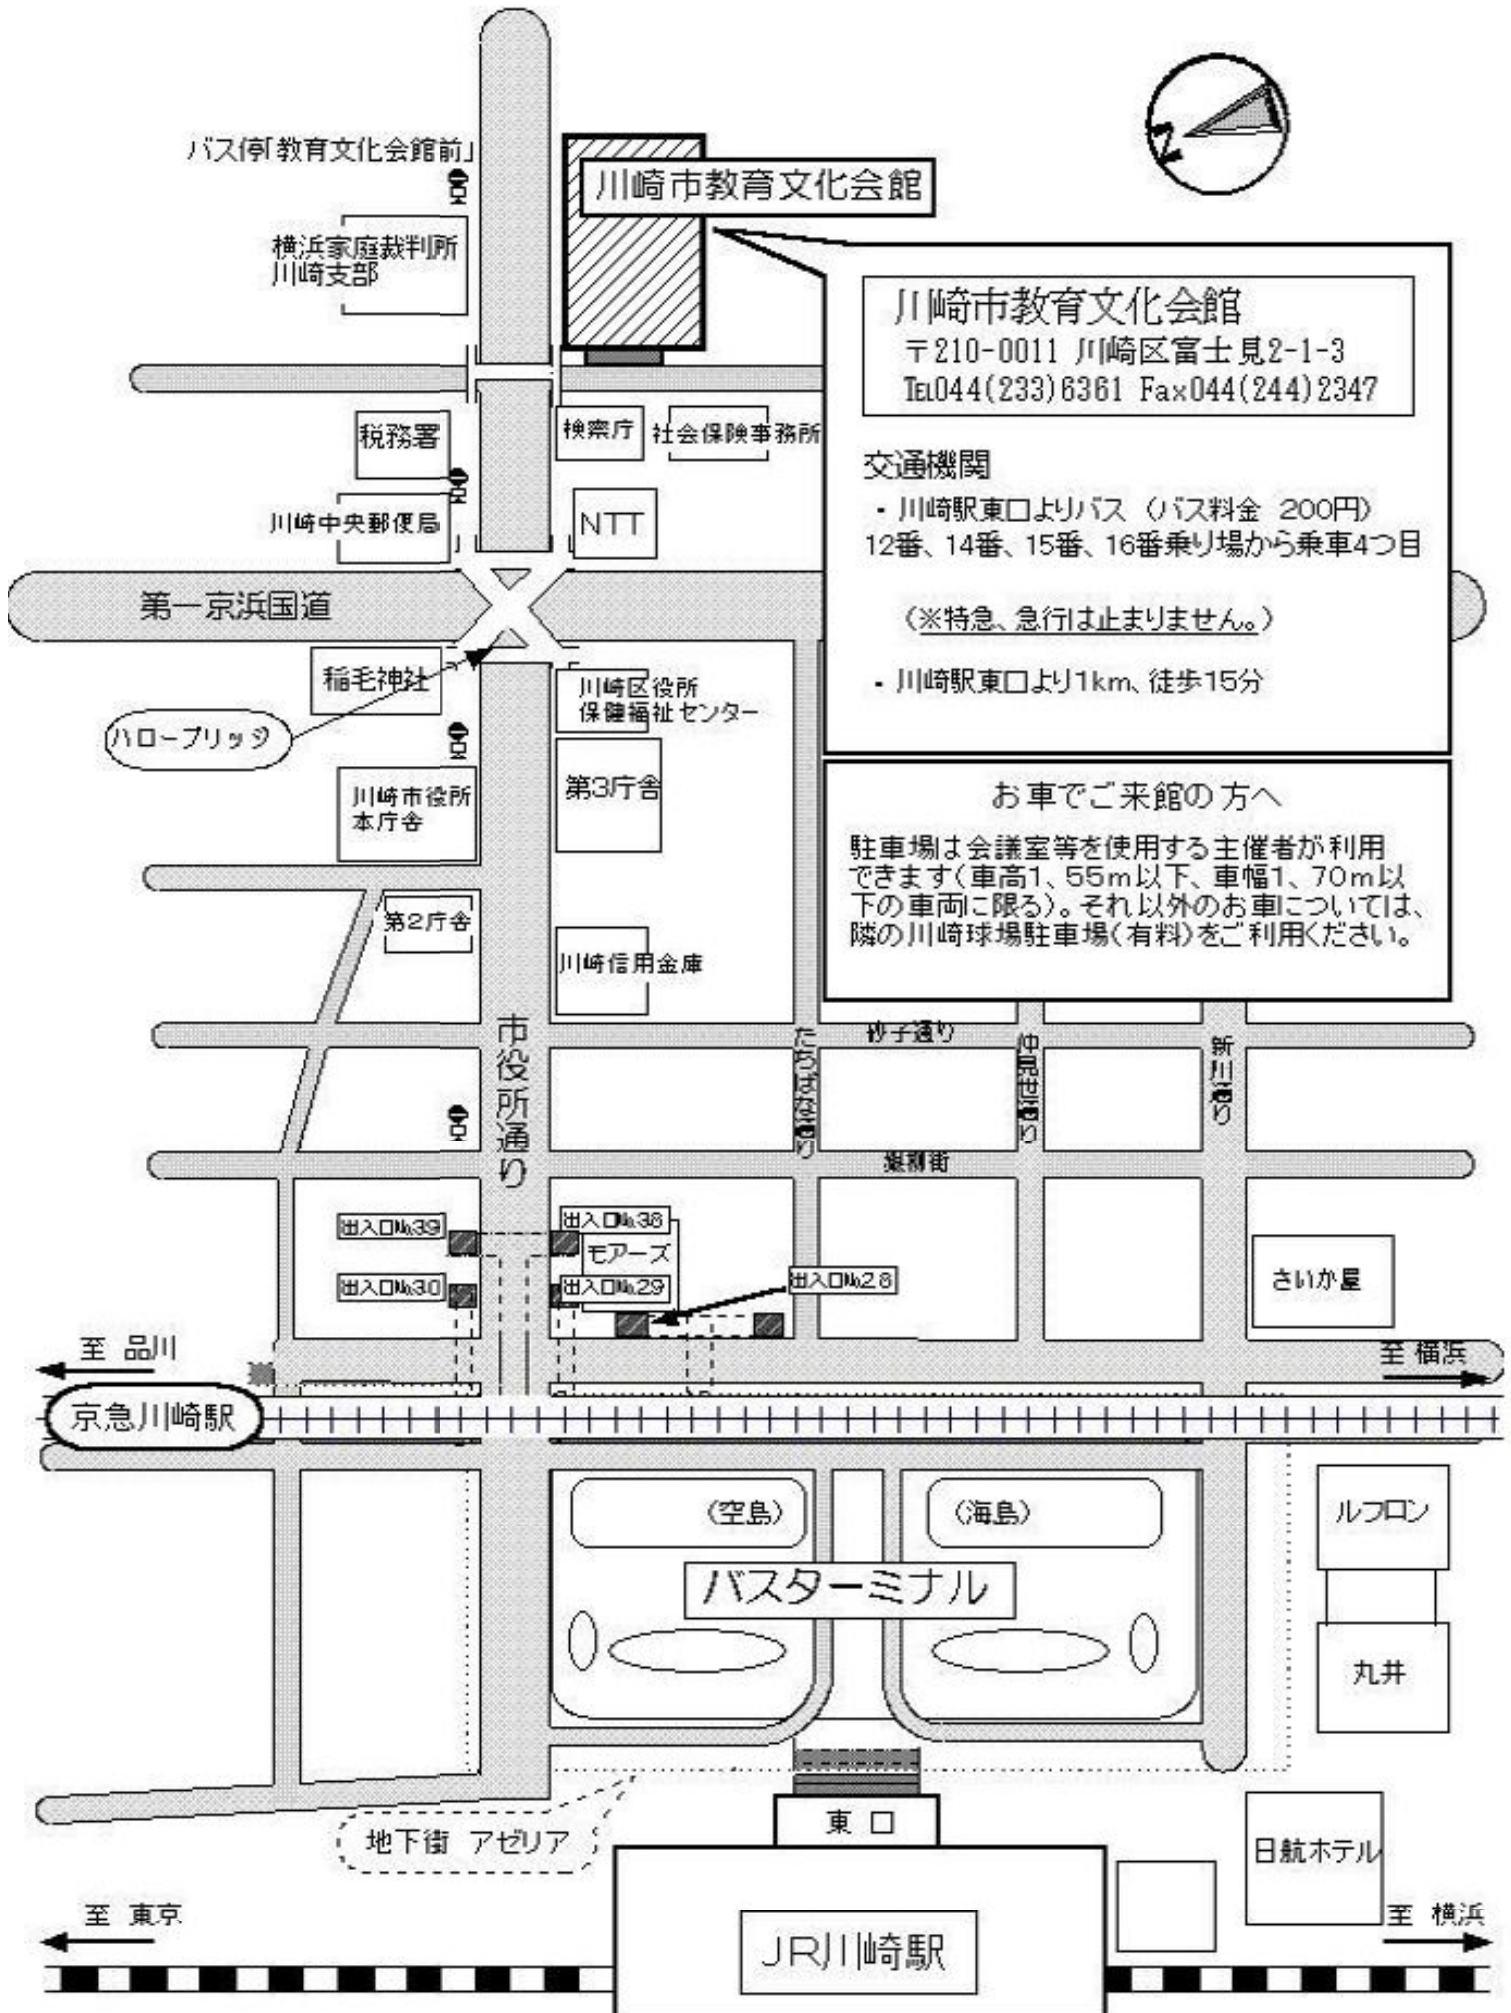 バス停「教育文化会館前」
川崎市教育文化会館
横浜家庭裁判所
川崎支部
川崎市教育文化会館
〒210-0011 川崎区富士見2-1-3
TEL044(233)6361 Fax044(244)2347
税務署
検察庁
社会保険事務所
交通機関
・川崎駅東口よりバス (バス料金 200円)
12番、14番、15番、16番乗り場から乗車4つ目
川崎中央郵便局
NTT
第一京浜国道
(※特急、急行は止まりません。)
・川崎駅東口より1km、徒歩15分
稲毛神社
川崎区役所
保健福祉センター
ハローブリッジ
川崎市役所
本庁舎
第3庁舎
お車でご来館の方へ
駐車場は会議室等を使用する主催者が利用
できます(車高1、55m以下、車幅1、70m以
下の車両に限る)。それ以外のお車については、
隣の川崎球場駐車場(有料)をご利用ください。
第2庁舎
川崎信用金庫
市役所通り
たちばな通り
砂子通り
仲見世通り
新川通り
銀柳街
出入口No.39
出入口No.38
モアーズ
出入口No.30
出入口No.29
出入口No.28
さいか屋
至 品川
至 横浜
京急川崎駅
(空島)
(海島)
ルフロン
バスターミナル
丸井
東口
地下街 アゼリア
日航ホテル
至 東京
至 横浜
JR川崎駅